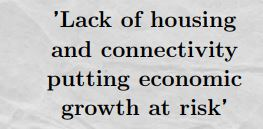 'Lack of housing
and connectivity
putting economic
growth at risk'